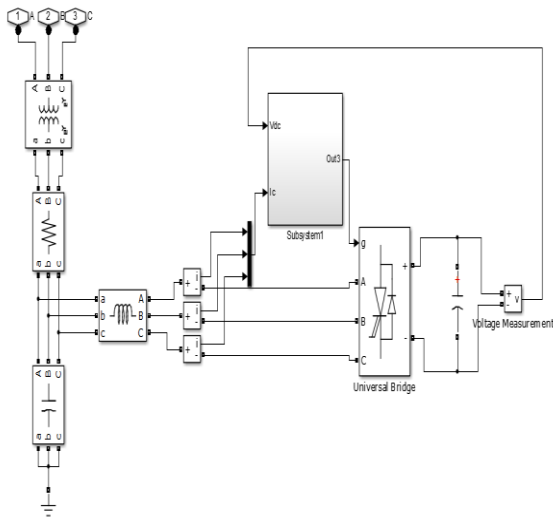 1 A 2 B 3 C
A B C
a b c
A B C
a b c
Vdc
Out3
Ic
Subsystem1
g
a A
b B
c C
+ i -
+ i -
+ i -
A
B
C
+
-
Universal Bridge
+ - v
Voltage Measurement
A B C
a b c